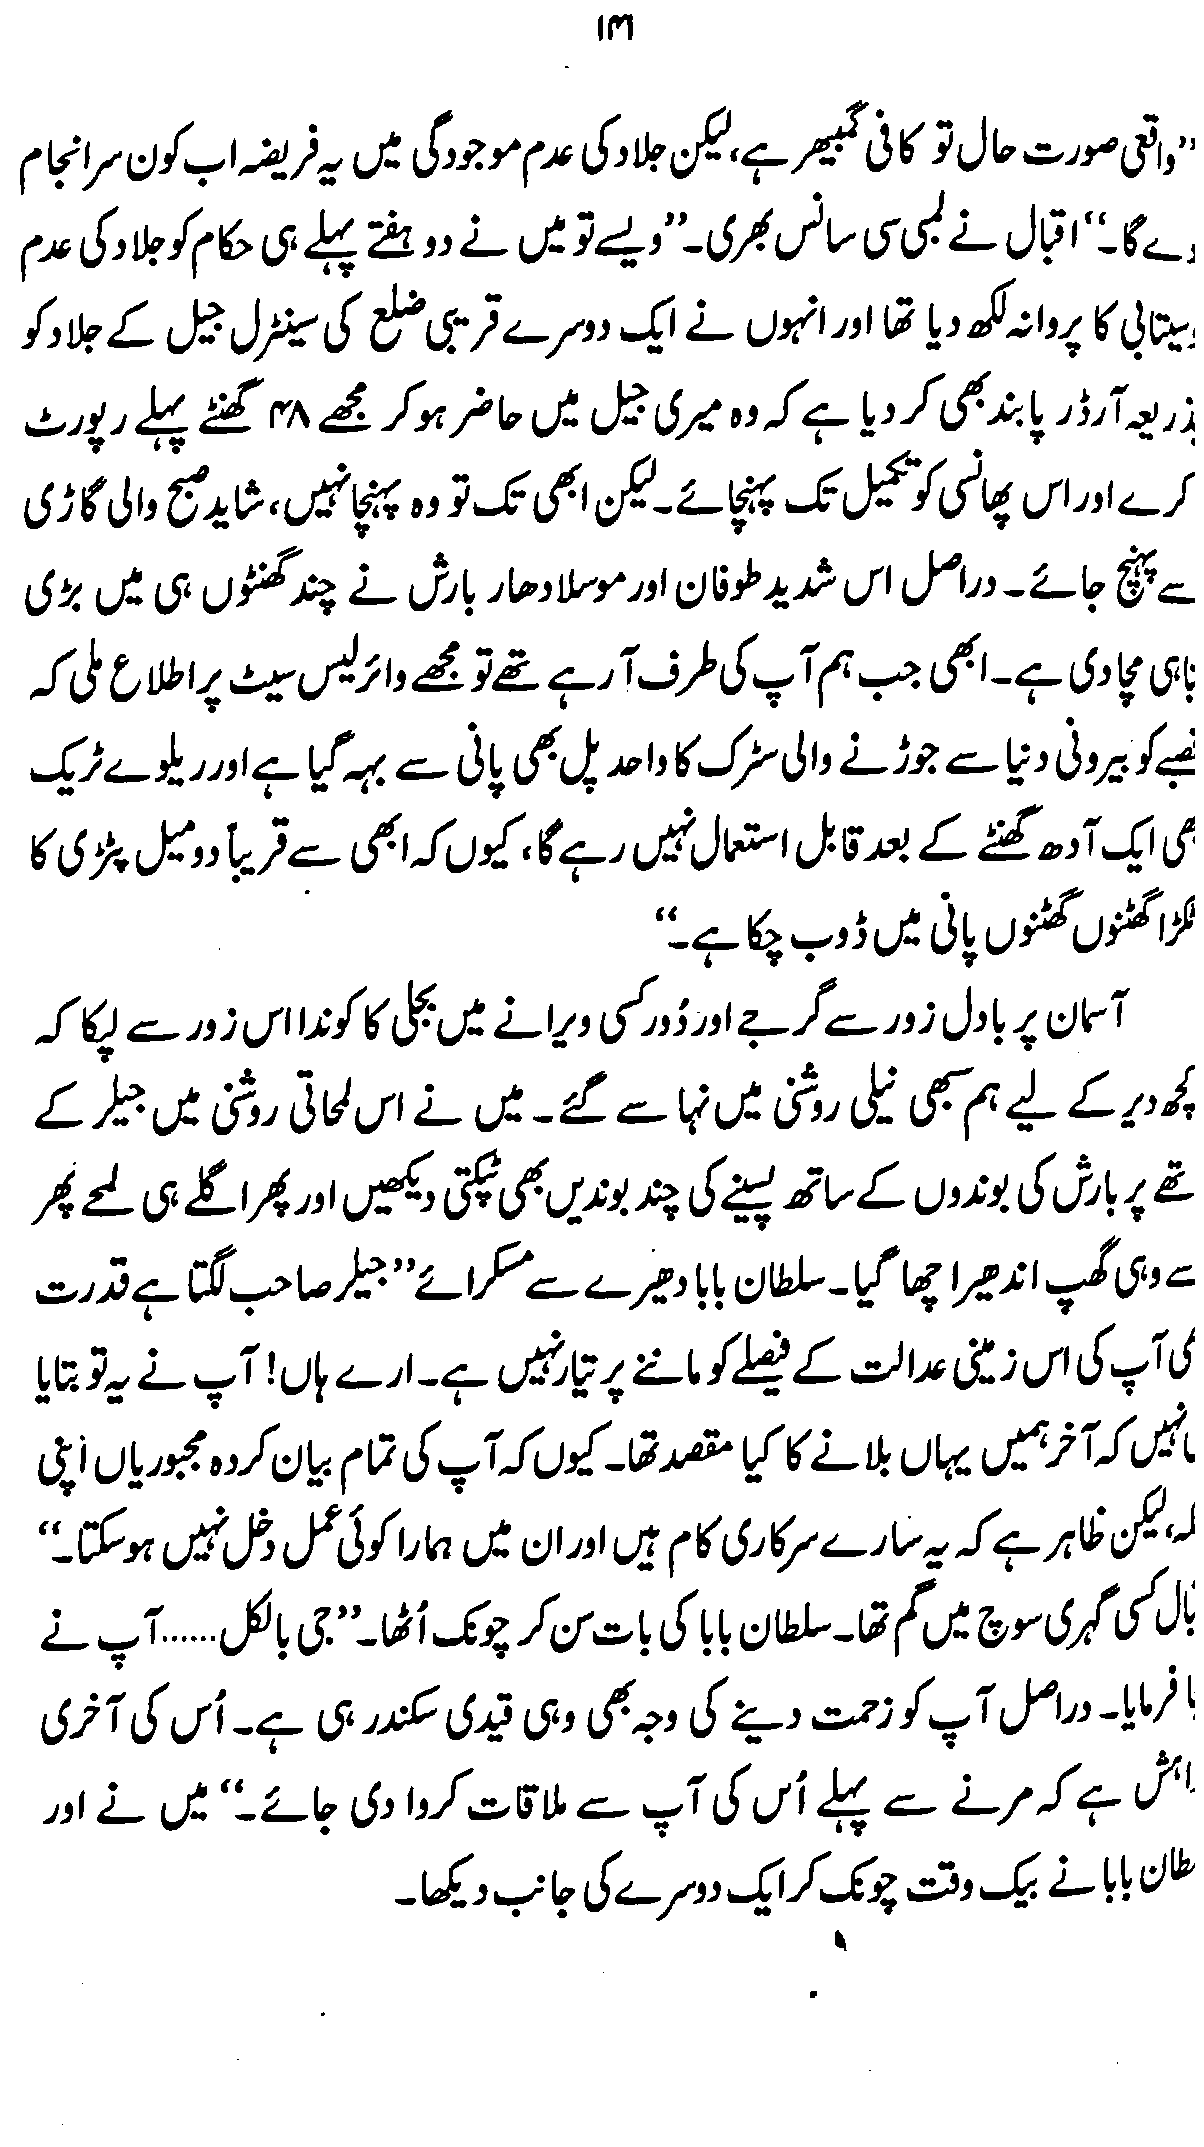 ۱۳۱
”واقعی صورت حال تو کافی گمبھیر ہے، لیکن جلاد کی عدم موجودگی میں یہ فریضہ اب کون سرانجام
دے گا۔“ اقبال نے لمبی سی سانس بھری۔ ”ویسے تو میں نے دو ہفتے پہلے ہی حکام کو جلاد کی عدم
دستیابی کا پروانہ لکھ دیا تھا اور انہوں نے ایک دوسرے قریبی ضلع کی سینٹرل جیل کے جلاد کو
بذریعہ آرڈر پابند بھی کر دیا ہے کہ وہ میری جیل میں حاضر ہو کر مجھے ۴۸ گھنٹے پہلے رپورٹ
کرے اور اس پھانسی کو تکمیل تک پہنچائے۔ لیکن ابھی تک تو وہ پہنچا نہیں، شاید صبح والی گاڑی
سے پہنچ جائے۔ دراصل اس شدید طوفان اور موسلا دھار بارش نے چند گھنٹوں ہی میں بڑی
تباہی مچا دی ہے۔ ابھی جب ہم آپ کی طرف آ رہے تھے تو مجھے وائرلیس سیٹ پر اطلاع ملی کہ
قصبے کو بیرونی دنیا سے جوڑنے والی سڑک کا واحد پل بھی پانی سے بہہ گیا ہے اور ریلوے ٹریک
بھی ایک آدھ گھنٹے کے بعد قابل استعمال نہیں رہے گا، کیوں کہ ابھی سے قریباً دو میل پٹڑی کا
ٹکڑا گھٹنوں گھٹنوں پانی میں ڈوب چکا ہے۔“
آسمان پر بادل زور سے گرجے اور دُور کسی ویرانے میں بجلی کا کوندا اس زور سے لپکا کہ
کچھ دیر کے لیے ہم سبھی نیلی روشنی میں نہا سے گئے۔ میں نے اس لمحاتی روشنی میں جیلر کے
تھے پر بارش کی بوندوں کے ساتھ پسینے کی چند بوندیں بھی ٹپکتی دیکھیں اور پھر اگلے ہی لمحے پھر
سے وہی گھپ اندھیرا چھا گیا۔ سلطان بابا دھیرے سے مسکرائے ”جیلر صاحب لگتا ہے قدرت
کی آپ کی اس زمینی عدالت کے فیصلے کو ماننے پر تیار نہیں ہے۔ ارے ہاں! آپ نے یہ تو بتایا
نہیں کہ آخر ہمیں یہاں بلانے کا کیا مقصد تھا۔ کیوں کہ آپ کی تمام بیان کردہ مجبوریاں اپنی
لہ، لیکن ظاہر ہے کہ یہ سارے سرکاری کام ہیں اور ان میں ہمارا کوئی عمل دخل نہیں ہو سکتا۔“
بال کسی گہری سوچ میں گم تھا۔ سلطان بابا کی بات سن کر چونک اُٹھا۔ ”جی بالکل...... آپ نے
ا فرمایا۔ دراصل آپ کو زحمت دینے کی وجہ بھی وہی قیدی سکندر ہی ہے۔ اُس کی آخری
اہش ہے کہ مرنے سے پہلے اُس کی آپ سے ملاقات کروا دی جائے۔“ میں نے اور
سلطان بابا نے بیک وقت چونک کر ایک دوسرے کی جانب دیکھا۔